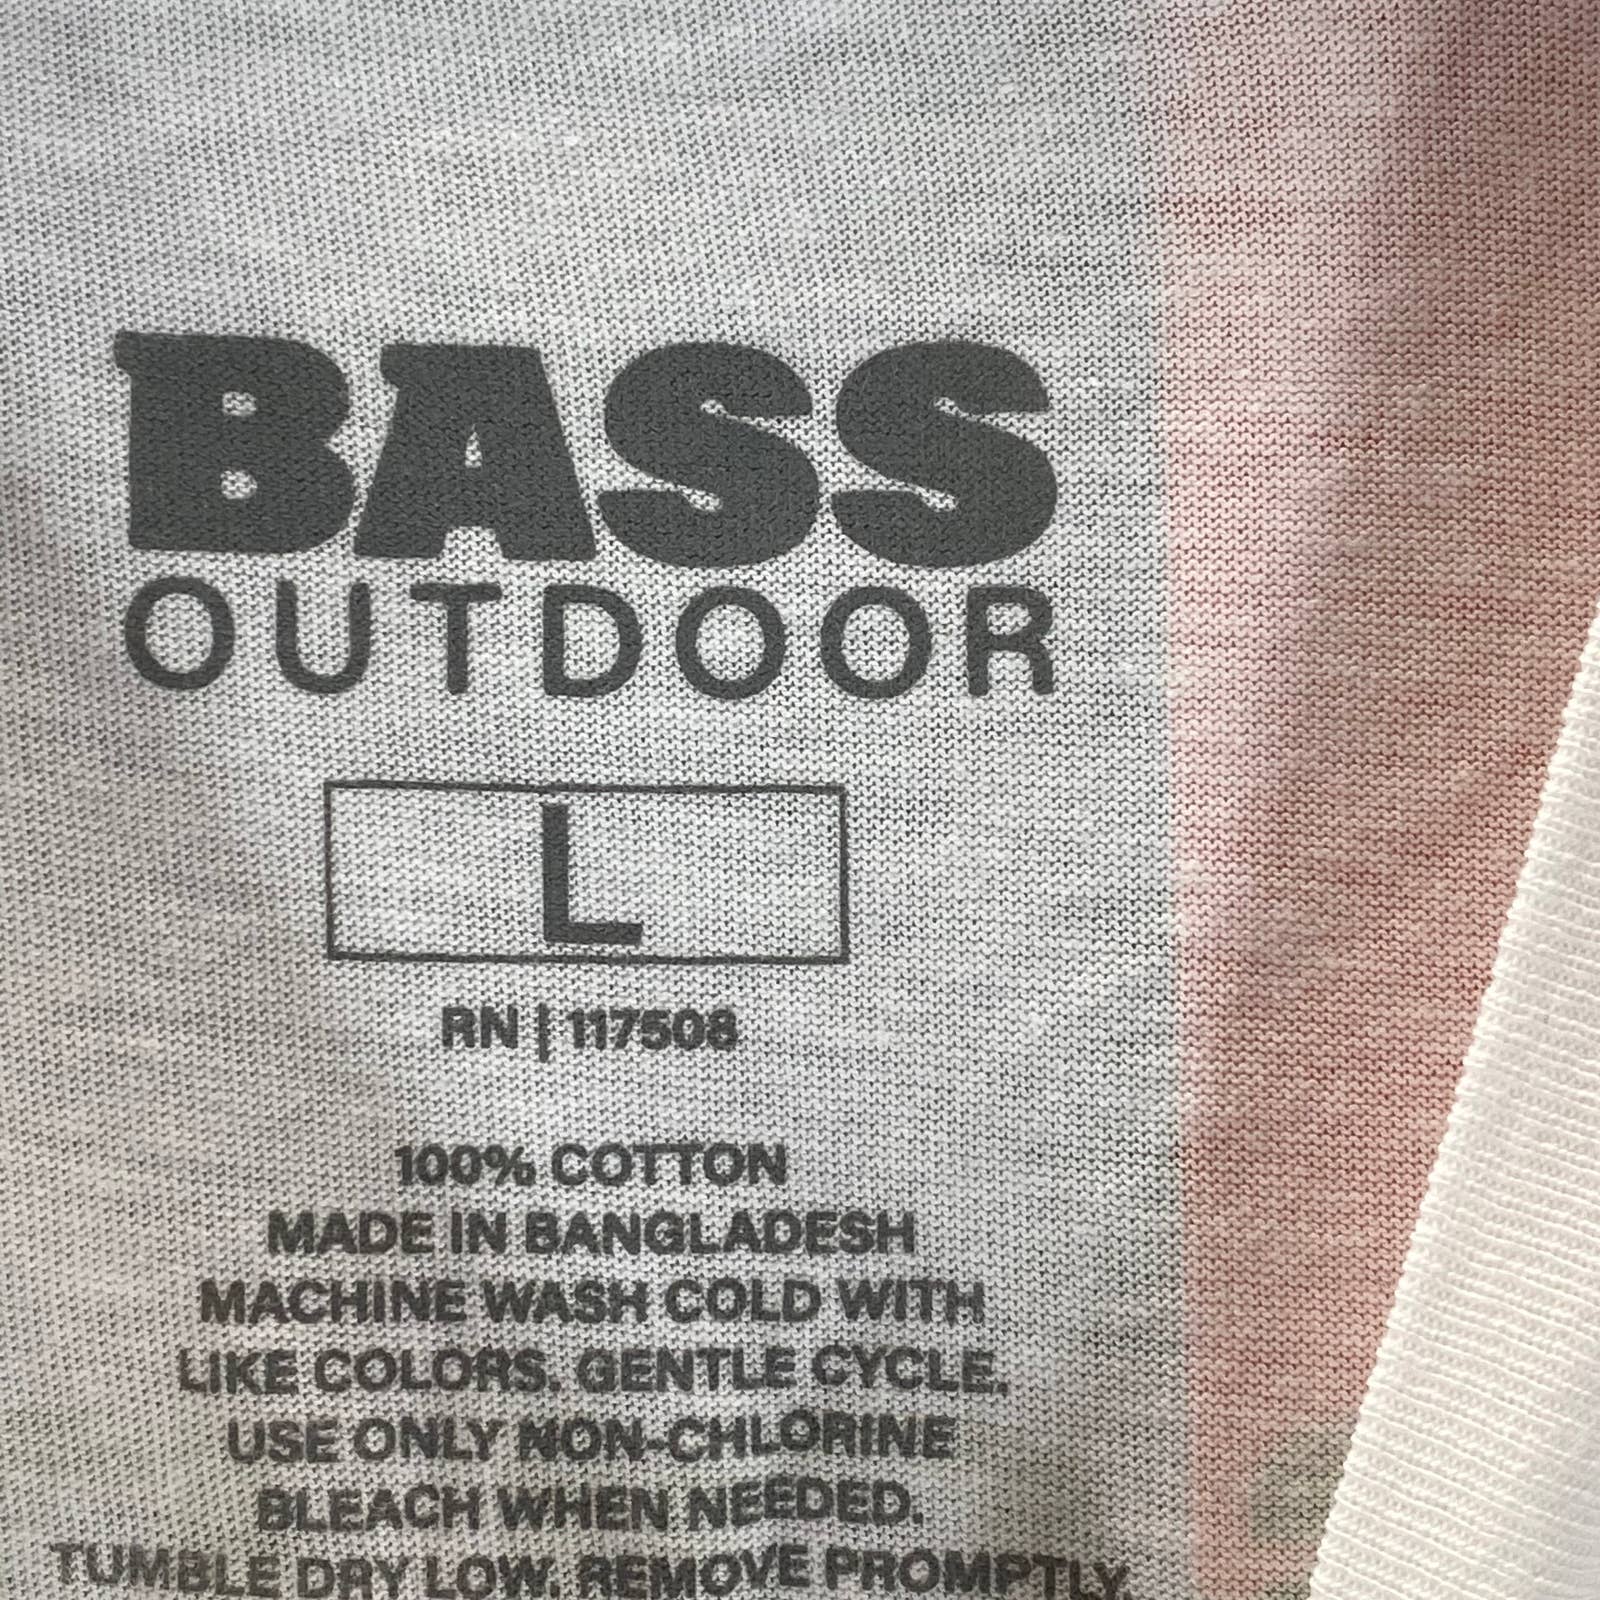 BASS
OUTDOOR
L
RN | 117508
100% COTTON
MADE IN BANGLADESH
MACHINE WASH COLD WITH
LIKE COLORS. GENTLE CYCLE.
USE ONLY NON-CHLORINE
BLEACH WHEN NEEDED.
TUMBLE DRY LOW. REMOVE PROMPTLY.